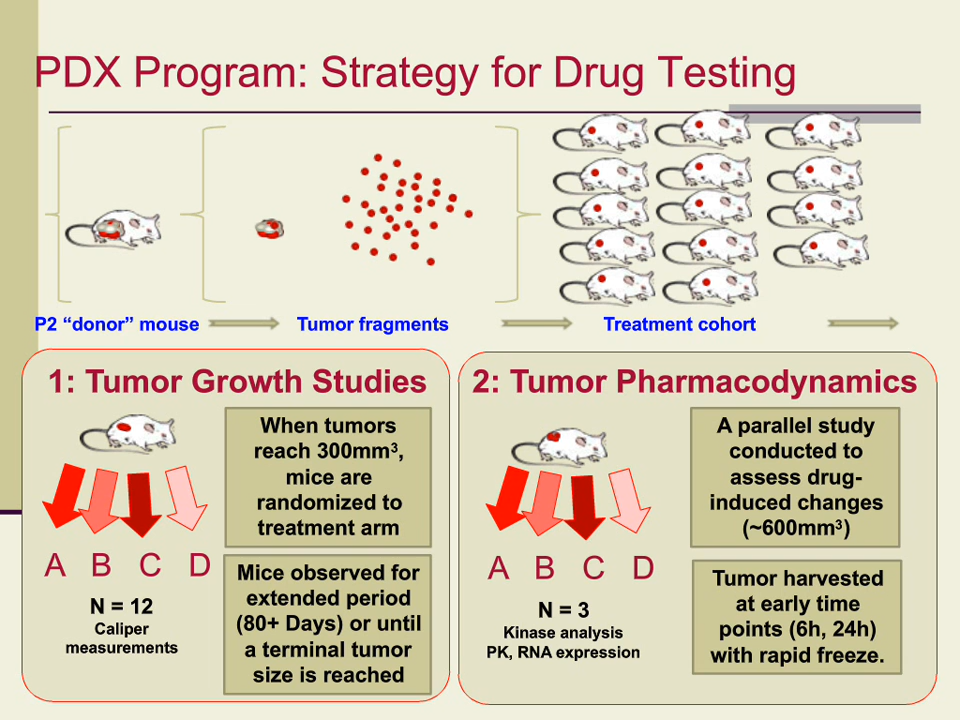 PDX Program: Strategy for Drug Testing
P2 “donor” mouse
Tumor fragments
Treatment cohort
1: Tumor Growth Studies
When tumors
reach 300mm³,
mice are
randomized to
treatment arm
A B C D
N = 12
Caliper
measurements
Mice observed for
extended period
(80+ Days) or until
a terminal tumor
size is reached
2: Tumor Pharmacodynamics
A parallel study
conducted to
assess drug-
induced changes
(~600mm³)
A B C D
N = 3
Kinase analysis
PK, RNA expression
Tumor harvested
at early time
points (6h, 24h)
with rapid freeze.